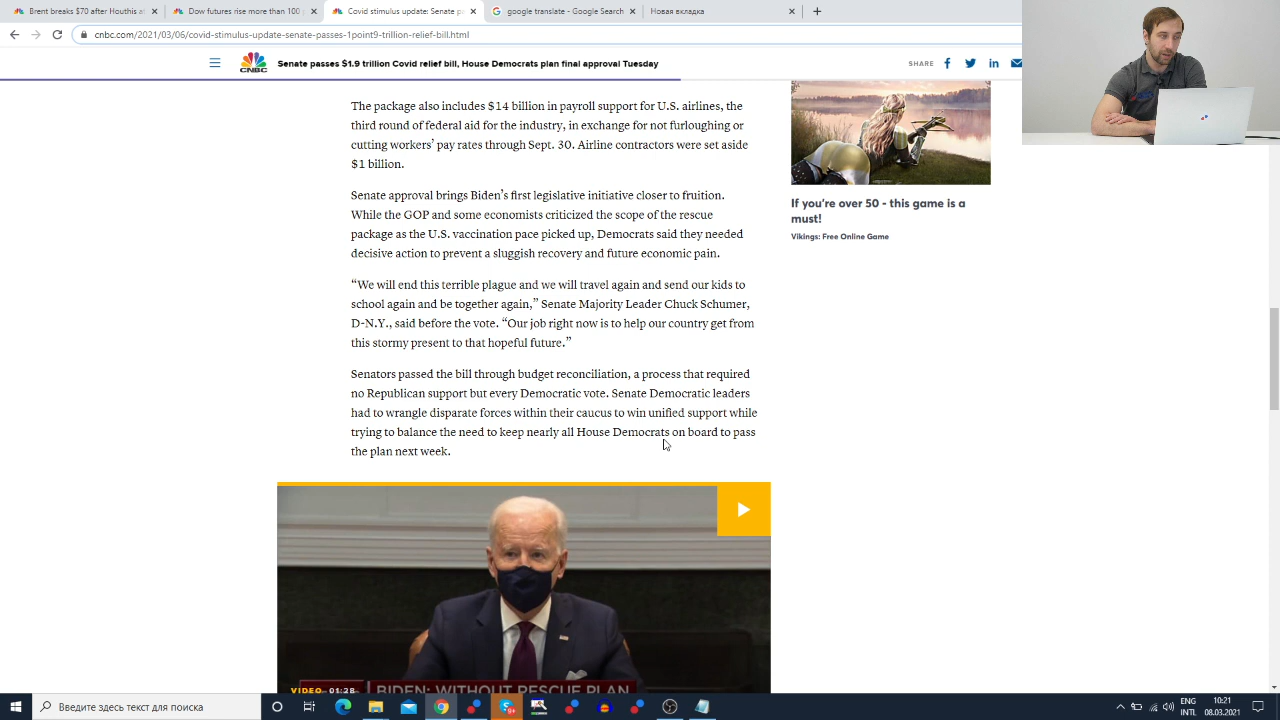 Brent breaks $70 after Houthis at
Dow futures rise more than 100
Covid stimulus update: Senate p
google translate - Google Search
Новая вкладка
cnbc.com/2021/03/06/covid-stimulus-update-senate-passes-1point9-trillion-relief-bill.html
CNBC
Senate passes $1.9 trillion Covid relief bill, House Democrats plan final approval Tuesday
SHARE
The package also includes $14 billion in payroll support for U.S. airlines, the
third round of federal aid for the industry, in exchange for not furloughing or
cutting workers’ pay rates through Sept. 30. Airline contractors were set aside
$1 billion.
Senate approval brings Biden’s first legislative initiative closer to fruition.
While the GOP and some economists criticized the scope of the rescue
package as the U.S. vaccination pace picked up, Democrats said they needed
decisive action to prevent a sluggish recovery and future economic pain.
“We will end this terrible plague and we will travel again and send our kids to
school again and be together again,” Senate Majority Leader Chuck Schumer,
D-N.Y., said before the vote. “Our job right now is to help our country get from
this stormy present to that hopeful future.”
Senators passed the bill through budget reconciliation, a process that required
no Republican support but every Democratic vote. Senate Democratic leaders
had to wrangle disparate forces within their caucus to win unified support while
trying to balance the need to keep nearly all House Democrats on board to pass
the plan next week.
If you’re over 50 - this game is a
must!
Vikings: Free Online Game
VIDEO 01:28
BIDEN: WITHOUT RESCUE PLAN
Введите здесь текст для поиска
ENG
INTL
10:21
08.03.2021